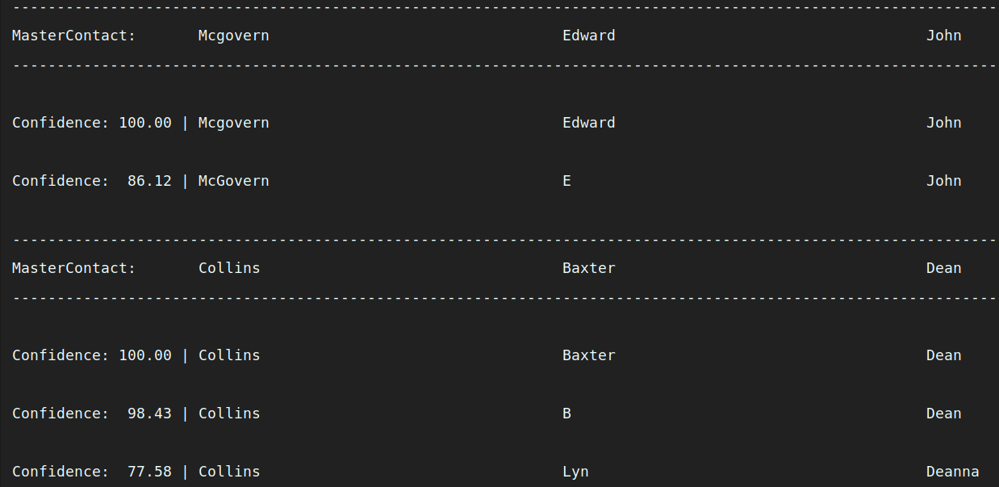 --------------------------------------------------------------------------------------------------------------
MasterContact: Mcgovern Edward John
--------------------------------------------------------------------------------------------------------------
Confidence: 100.00 | Mcgovern Edward John
Confidence: 86.12 | McGovern E John
--------------------------------------------------------------------------------------------------------------
MasterContact: Collins Baxter Dean
--------------------------------------------------------------------------------------------------------------
Confidence: 100.00 | Collins Baxter Dean
Confidence: 98.43 | Collins B Dean
Confidence: 77.58 | Collins Lyn Deanna